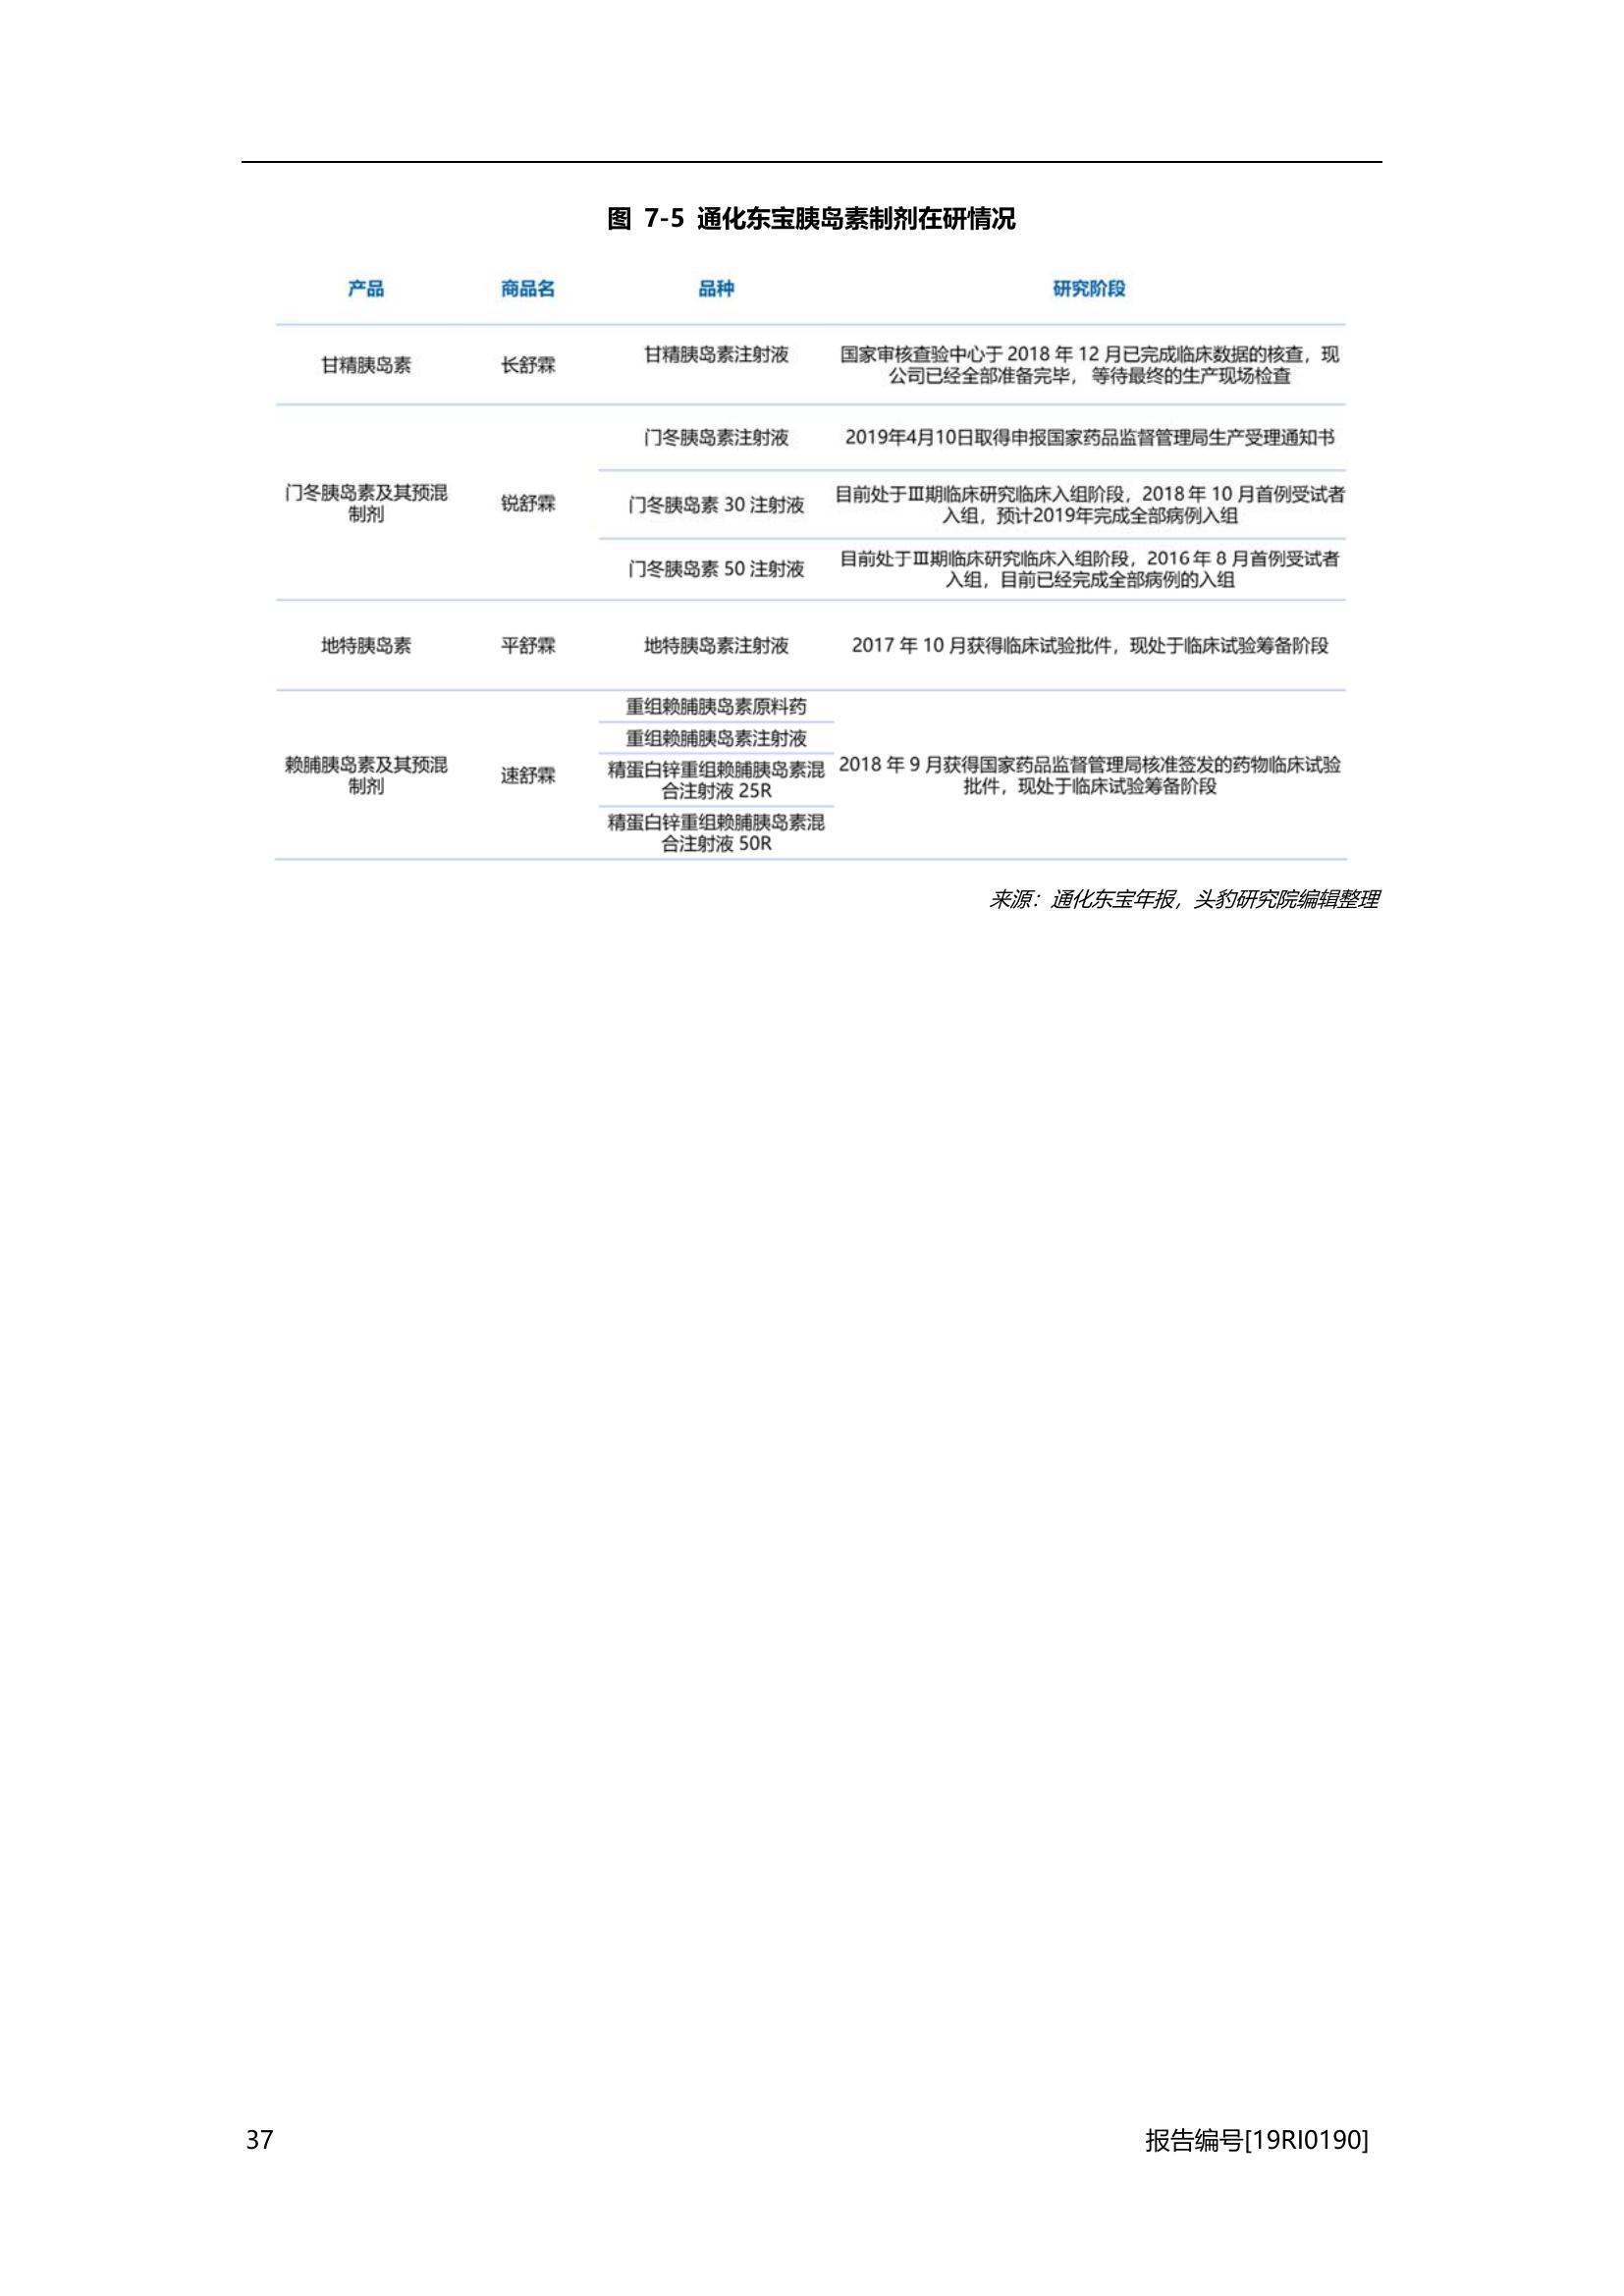 图 7-5 通化东宝胰岛素制剂在研情况
产品 商品名 品种 研究阶段
甘精胰岛素 长舒霖 甘精胰岛素注射液 国家审核查验中心于 2018 年 12 月已完成临床数据的核查，现
公司已经全部准备完毕， 等待最终的生产现场检查
门冬胰岛素及其预混
制剂
锐舒霖
门冬胰岛素注射液 2019年4月10日取得申报国家药品监督管理局生产受理通知书
门冬胰岛素 30 注射液 目前处于Ⅲ期临床研究临床入组阶段，2018 年 10 月首例受试者
入组，预计2019年完成全部病例入组
门冬胰岛素 50 注射液 目前处于Ⅲ期临床研究临床入组阶段，2016 年 8 月首例受试者
入组，目前已经完成全部病例的入组
地特胰岛素 平舒霖 地特胰岛素注射液 2017 年 10 月获得临床试验批件，现处于临床试验筹备阶段
赖脯胰岛素及其预混
制剂
速舒霖
重组赖脯胰岛素原料药
重组赖脯胰岛素注射液
精蛋白锌重组赖脯胰岛素混
合注射液 25R
精蛋白锌重组赖脯胰岛素混
合注射液 50R
2018 年 9 月获得国家药品监督管理局核准签发的药物临床试验
批件，现处于临床试验筹备阶段
来源：通化东宝年报，头豹研究院编辑整理
37 报告编号[19RI0190]